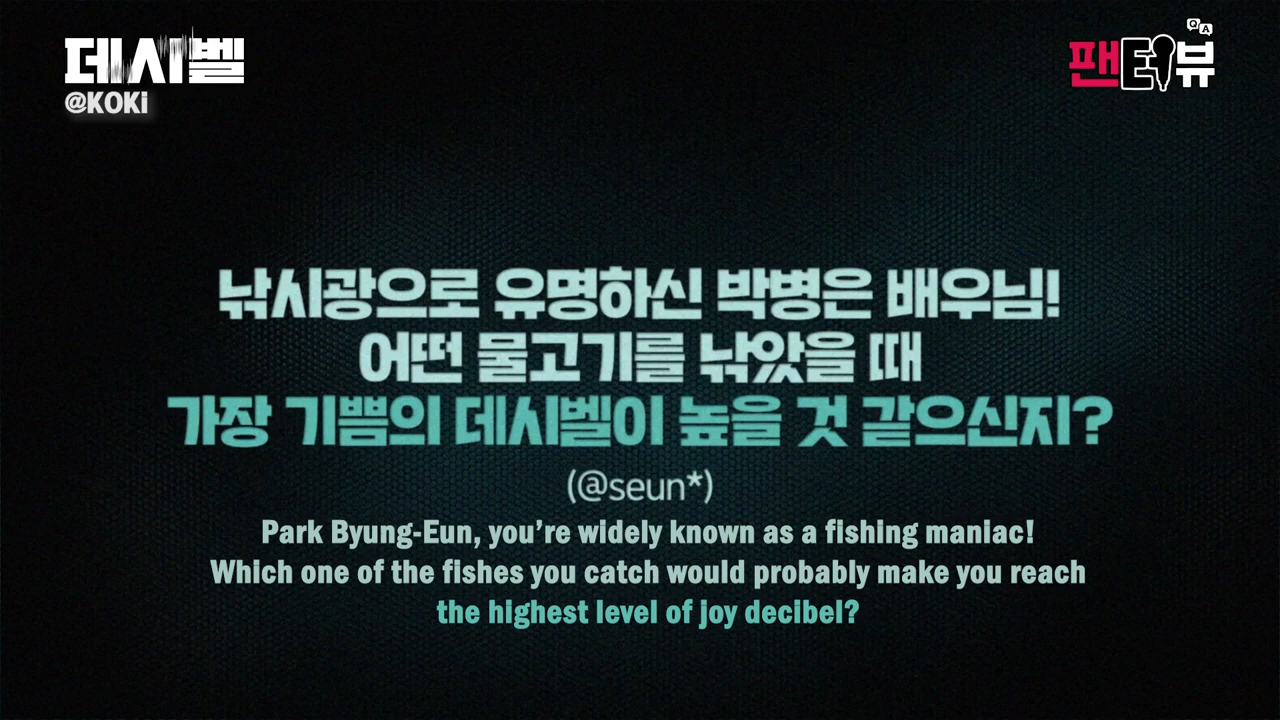 데시벨
@KOKi
Q A
팬터뷰
낚시광으로 유명하신 박병은 배우님!
어떤 물고기를 낚았을 때
가장 기쁨의 데시벨이 높을 것 같으신지?
(@seun*)
Park Byung-Eun, you’re widely known as a fishing maniac!
Which one of the fishes you catch would probably make you reach
the highest level of joy decibel?